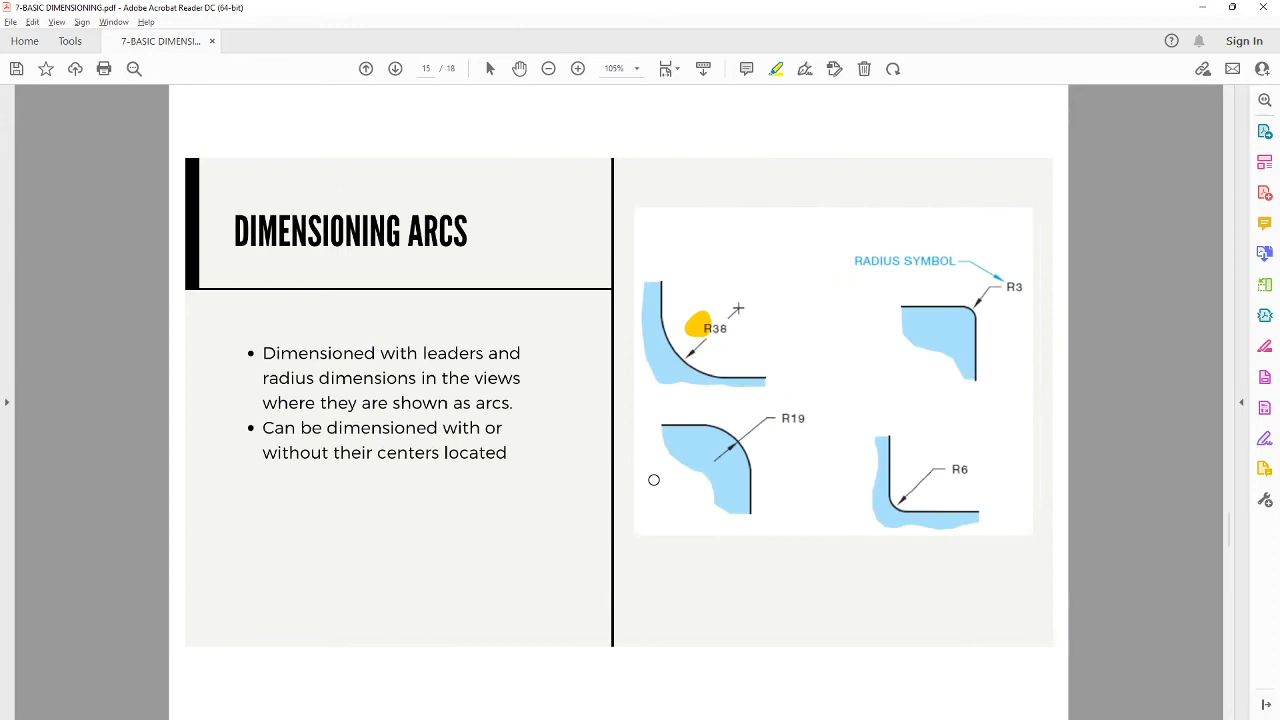 7-BASIC DIMENSIONING.pdf - Adobe Acrobat Reader DC (64-bit)
File Edit View Sign Window Help
Home Tools 7-BASIC DIMENSI... × Sign In
15 / 18 105%
DIMENSIONING ARCS
• Dimensioned with leaders and
radius dimensions in the views
where they are shown as arcs.
• Can be dimensioned with or
without their centers located
RADIUS SYMBOL
R3
R38
R19
R6